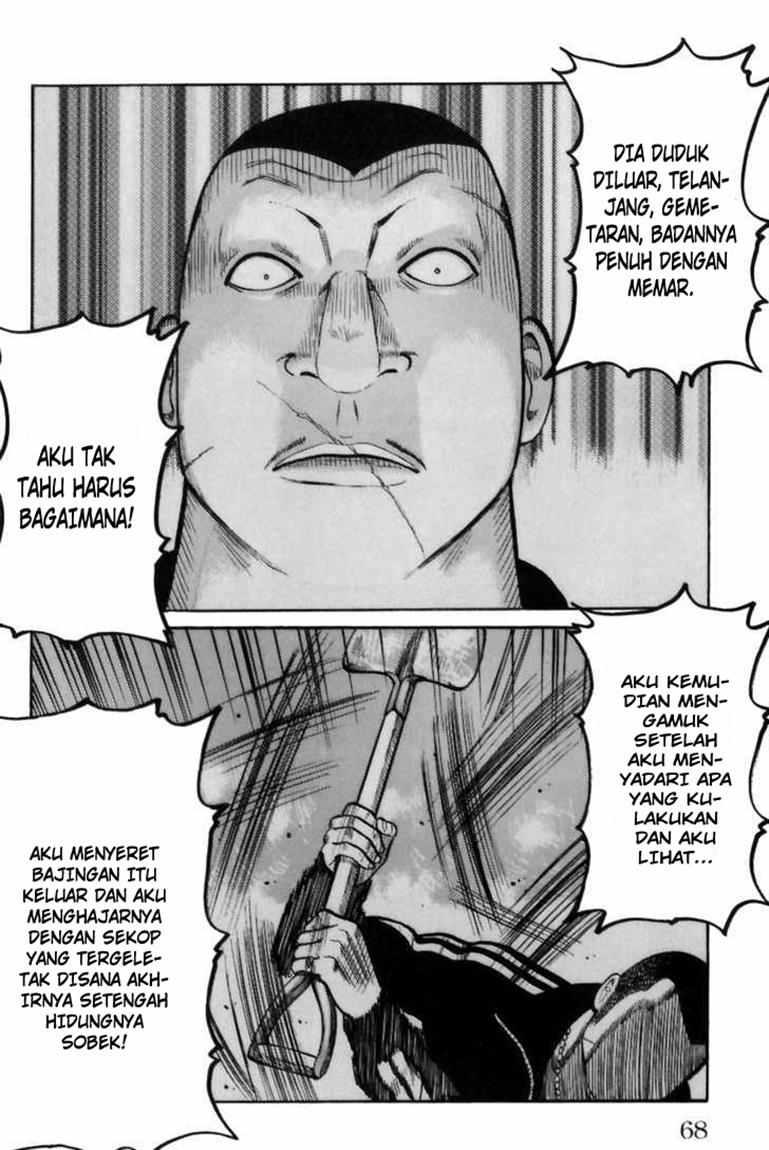 DIA DUDUK
DILUAR, TELAN-
JANG, GEME-
TARAN, BADANNYA
PENUH DENGAN
MEMAR.
AKU TAK
TAHU HARUS
BAGAIMANA!
AKU KEMU-
DIAN MEN-
GAMUK
SETELAH
AKU MEN-
YADARI APA
YANG KU-
LAKUKAN
DAN AKU
LIHAT...
AKU MENYERET
BAJINGAN ITU
KELUAR DAN AKU
MENGHAJARNYA
DENGAN SEKOP
YANG TERGELE-
TAK DISANA AKH-
IRNYA SETENGAH
HIDUNGNYA
SOBEK!
68